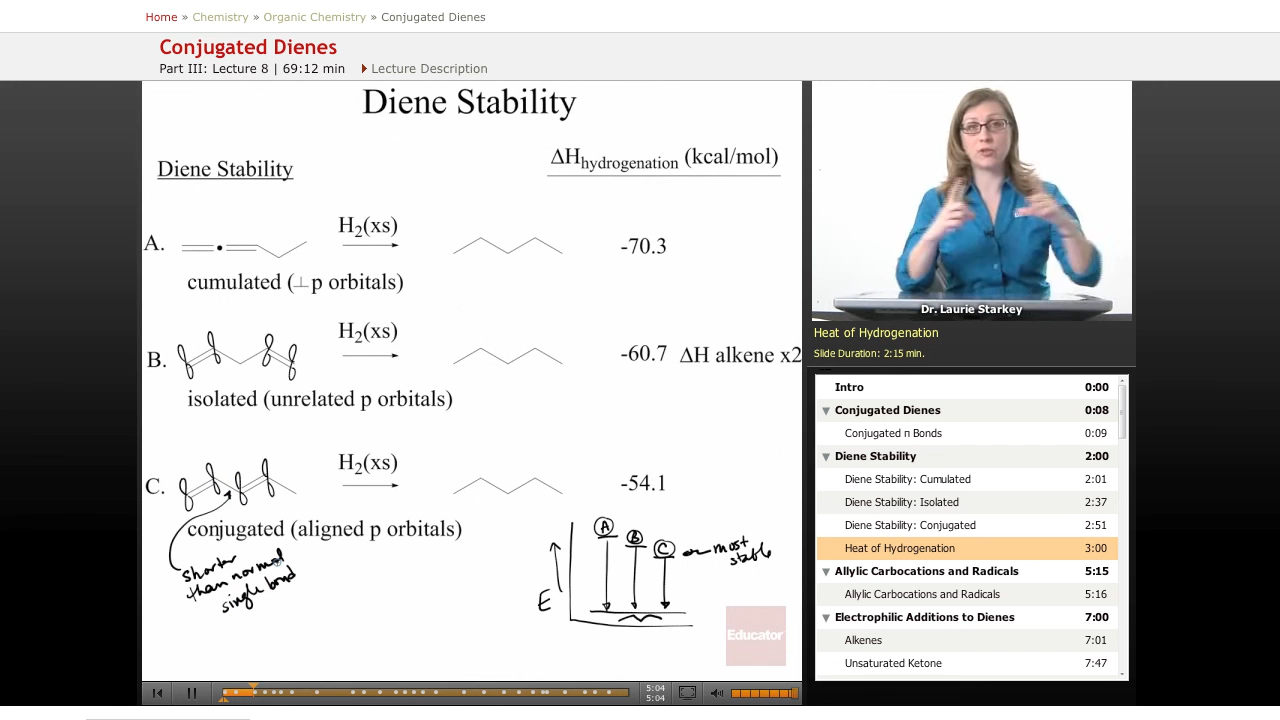 Home » Chemistry » Organic Chemistry » Conjugated Dienes
Conjugated Dienes
Part III: Lecture 8 | 69:12 min
Lecture Description
Diene Stability
Diene Stability
ΔHhydrogenation (kcal/mol)
A.
H2(xs)
-70.3
cumulated (⊥p orbitals)
B.
H2(xs)
-60.7
ΔH alkene x2
isolated (unrelated p orbitals)
C.
H2(xs)
-54.1
conjugated (aligned p orbitals)
shorter
than normal
single bond
E
A
B
C
most
stable
Educator
Dr. Laurie Starkey
Heat of Hydrogenation
Slide Duration: 2:15 min.
Intro 0:00
Conjugated Dienes 0:08
Conjugated π Bonds 0:09
Diene Stability 2:00
Diene Stability: Cumulated 2:01
Diene Stability: Isolated 2:37
Diene Stability: Conjugated 2:51
Heat of Hydrogenation 3:00
Allylic Carbocations and Radicals 5:15
Allylic Carbocations and Radicals 5:16
Electrophilic Additions to Dienes 7:00
Alkenes 7:01
Unsaturated Ketone 7:47
5:04
5:04